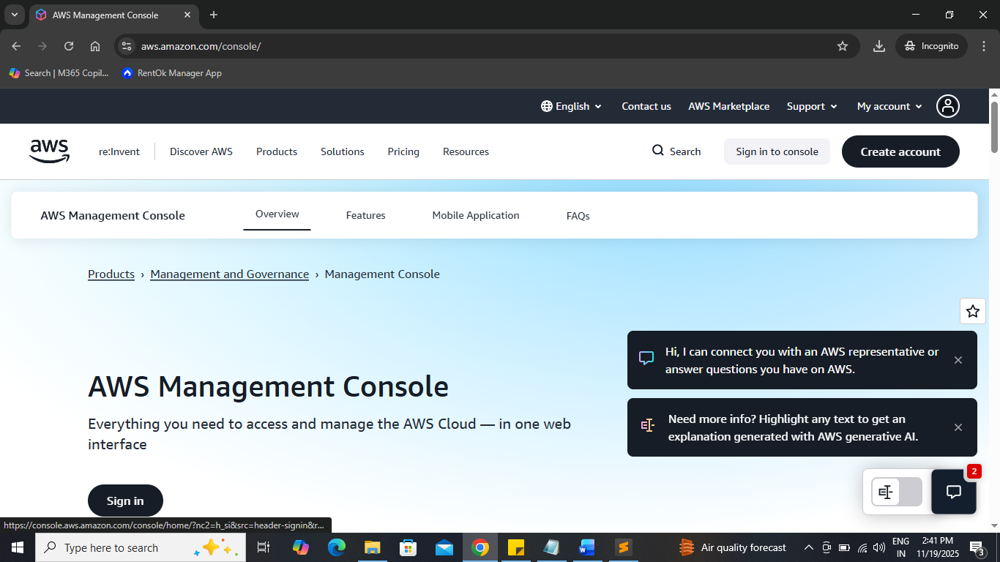 AWS Management Console
aws.amazon.com/console/
Incognito
Search | M365 Copil...
RentOk Manager App
English
Contact us
AWS Marketplace
Support
My account
aws
re:Invent
Discover AWS
Products
Solutions
Pricing
Resources
Search
Sign in to console
Create account
AWS Management Console
Overview
Features
Mobile Application
FAQs
Products › Management and Governance › Management Console
Hi, I can connect you with an AWS representative or
answer questions you have on AWS.
AWS Management Console
Everything you need to access and manage the AWS Cloud — in one web
interface
Need more info? Highlight any text to get an
explanation generated with AWS generative AI.
2
Sign in
https://console.aws.amazon.com/console/home/?nc2=h_si&src=header-signin&r...
Type here to search
Air quality forecast
ENG
IN
2:41 PM
11/19/2025
3